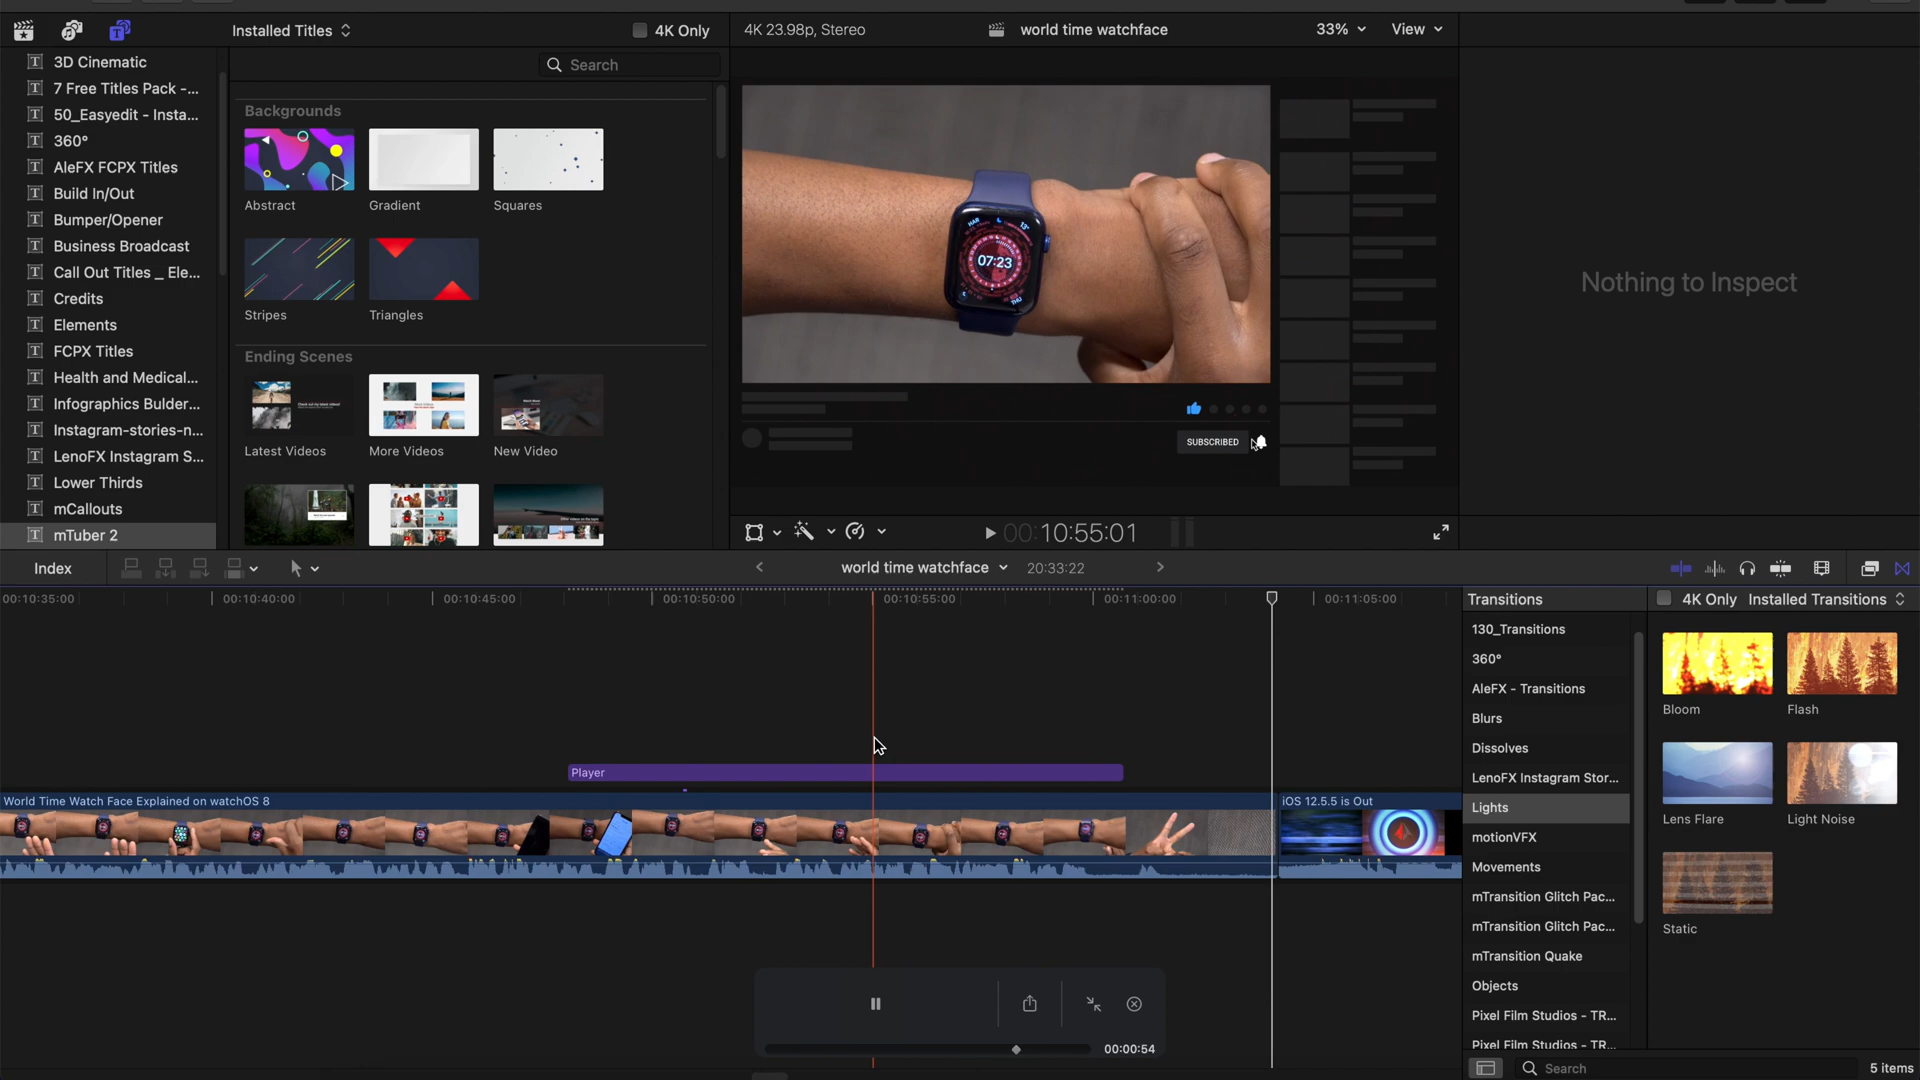 Installed Titles
4K Only
4K 23.98p, Stereo
world time watchface
33%
View
Search
3D Cinematic
7 Free Titles Pack -...
50_Easyedit - Insta...
360°
AleFX FCPX Titles
Build In/Out
Bumper/Opener
Business Broadcast
Call Out Titles _ Ele...
Credits
Elements
FCPX Titles
Health and Medical...
Infographics Bulder...
Instagram-stories-n...
LenoFX Instagram S...
Lower Thirds
mCallouts
mTuber 2
Backgrounds
Abstract
Gradient
Squares
Stripes
Triangles
Ending Scenes
Latest Videos
More Videos
New Video
HAR
13°
07:23
THU
SUBSCRIBED
Nothing to Inspect
00:10:55:01
Index
world time watchface
20:33:22
00:10:35:00
00:10:40:00
00:10:45:00
00:10:50:00
00:10:55:00
00:11:00:00
00:11:05:00
Player
World Time Watch Face Explained on watchOS 8
iOS 12.5.5 is Out
00:00:54
Transitions
4K Only
Installed Transitions
130_Transitions
360°
AleFX - Transitions
Blurs
Dissolves
LenoFX Instagram Stor...
Lights
motionVFX
Movements
mTransition Glitch Pac...
mTransition Glitch Pac...
mTransition Quake
Objects
Pixel Film Studios - TR...
Pixel Film Studios - TR...
Bloom
Flash
Lens Flare
Light Noise
Static
Search
5 items